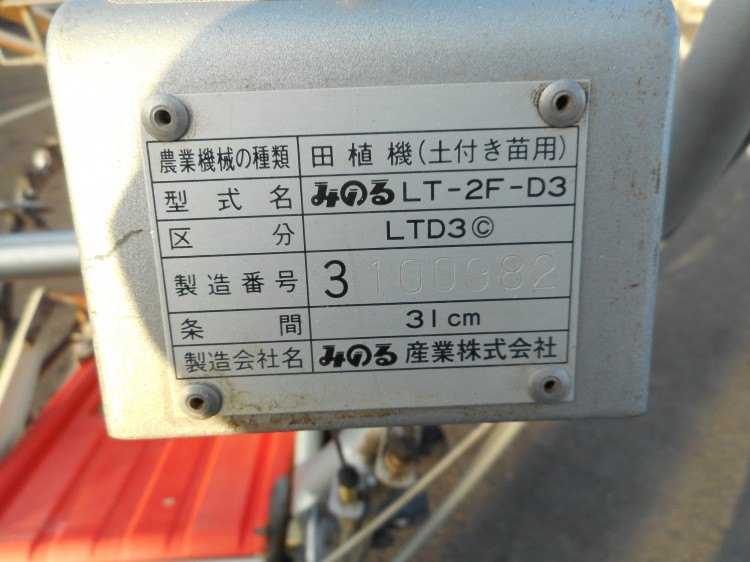 農業機械の種類 田植機(土付き苗用)
型式名 みのるLT-2F-D3
区分 LTD3©
製造番号 3100982
条間 31cm
製造会社名 みのる産業株式会社